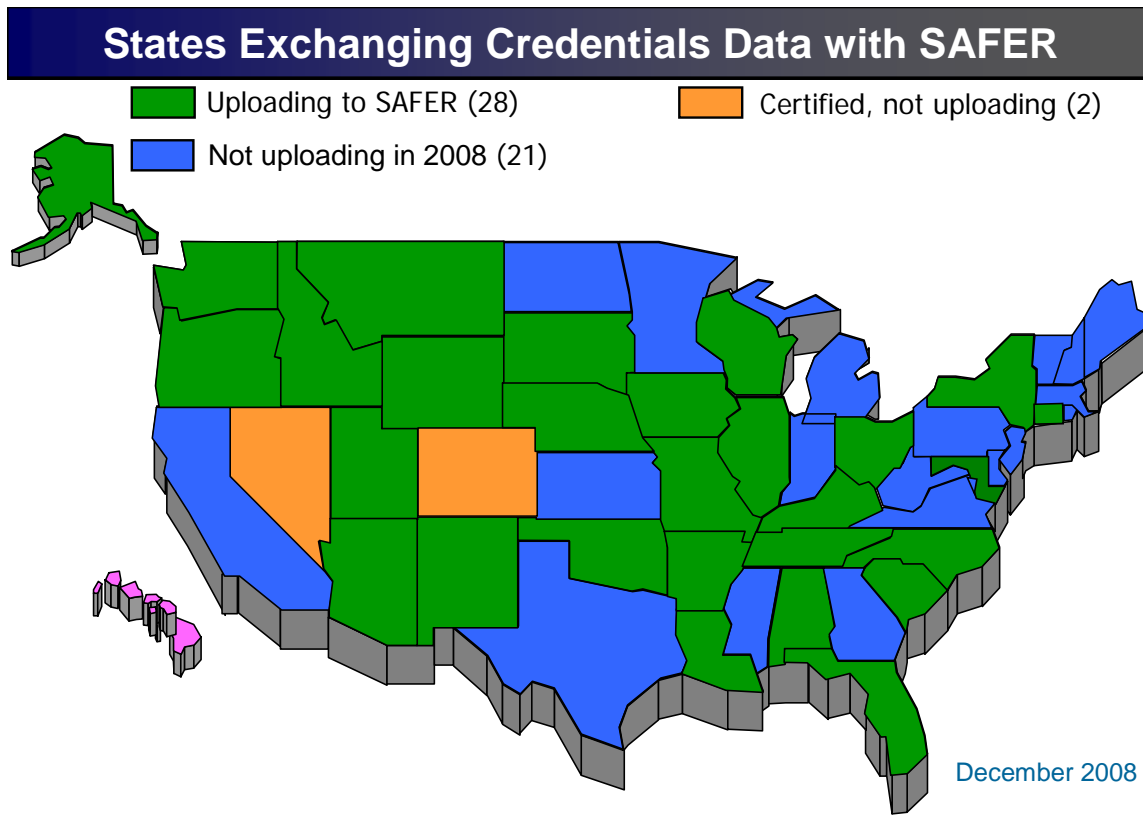 States Exchanging Credentials Data with SAFER
Uploading to SAFER (28)
Certified, not uploading (2)
Not uploading in 2008 (21)
December 2008